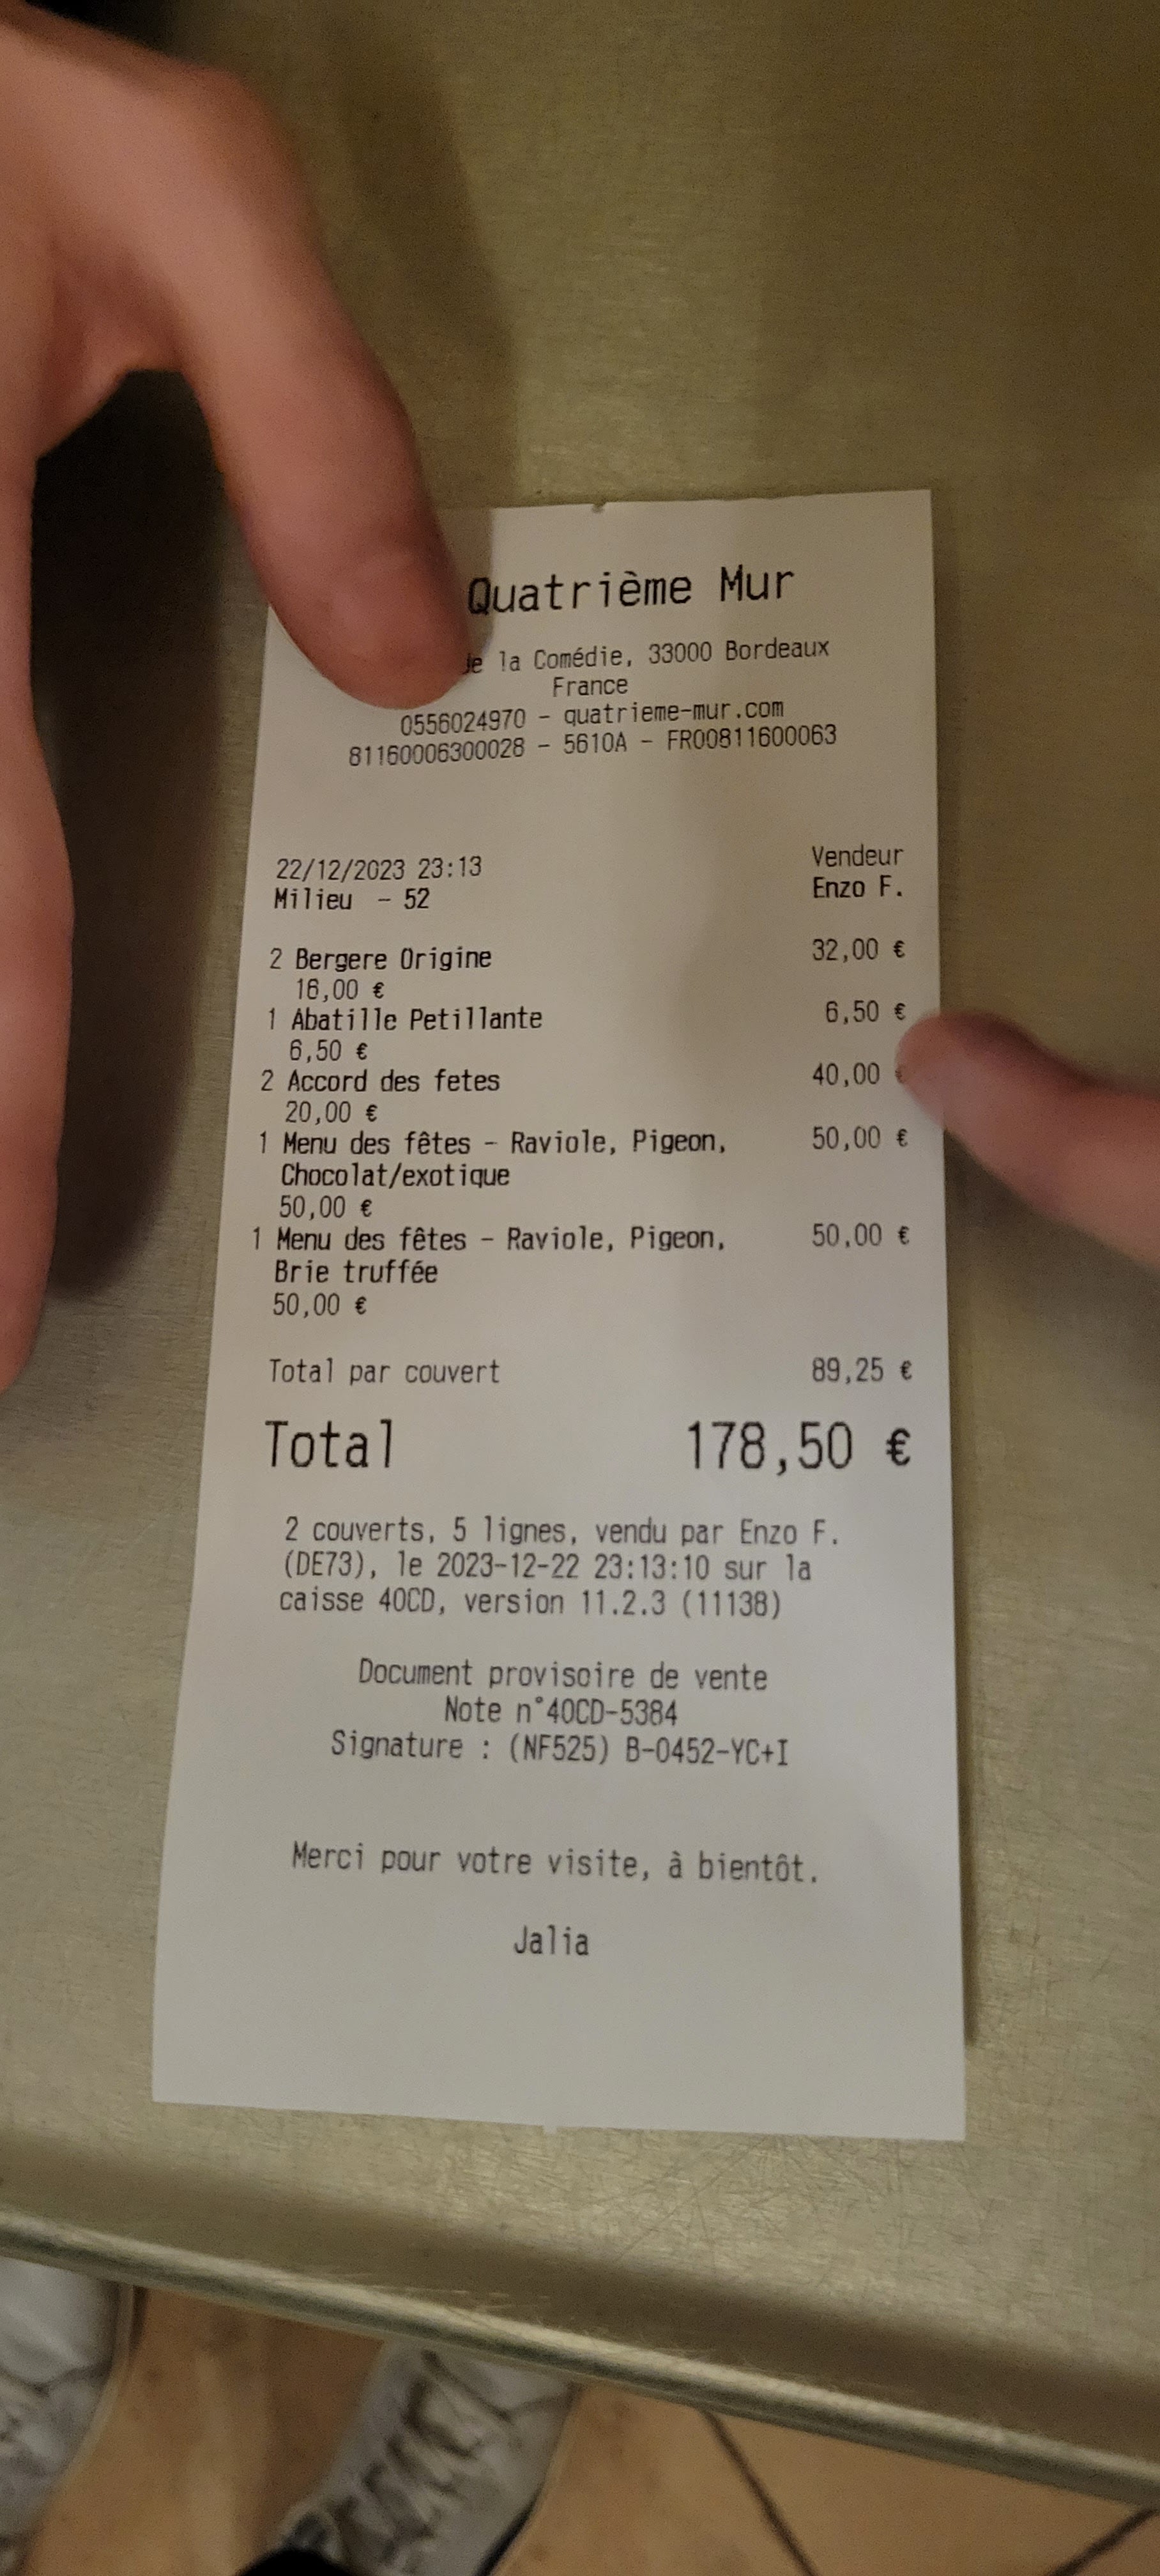 Quatrième Mur
de la Comédie, 33000 Bordeaux
France
0556024970 - quatrieme-mur.com
81160006300028 - 5610A - FR00811600063
22/12/2023 23:13 Vendeur
Milieu - 52 Enzo F.
2 Bergere Origine 32,00 €
16,00 €
1 Abatille Petillante 6,50 €
6,50 €
2 Accord des fetes 40,00
20,00 €
1 Menu des fêtes - Raviole, Pigeon, 50,00 €
Chocolat/exotique
50,00 €
1 Menu des fêtes - Raviole, Pigeon, 50,00 €
Brie truffée
50,00 €
Total par couvert 89,25 €
Total 178,50 €
2 couverts, 5 lignes, vendu par Enzo F.
(DE73), le 2023-12-22 23:13:10 sur la
caisse 40CD, version 11.2.3 (11138)
Document provisoire de vente
Note n°40CD-5384
Signature : (NF525) B-0452-YC+I
Merci pour votre visite, à bientôt.
Jalia